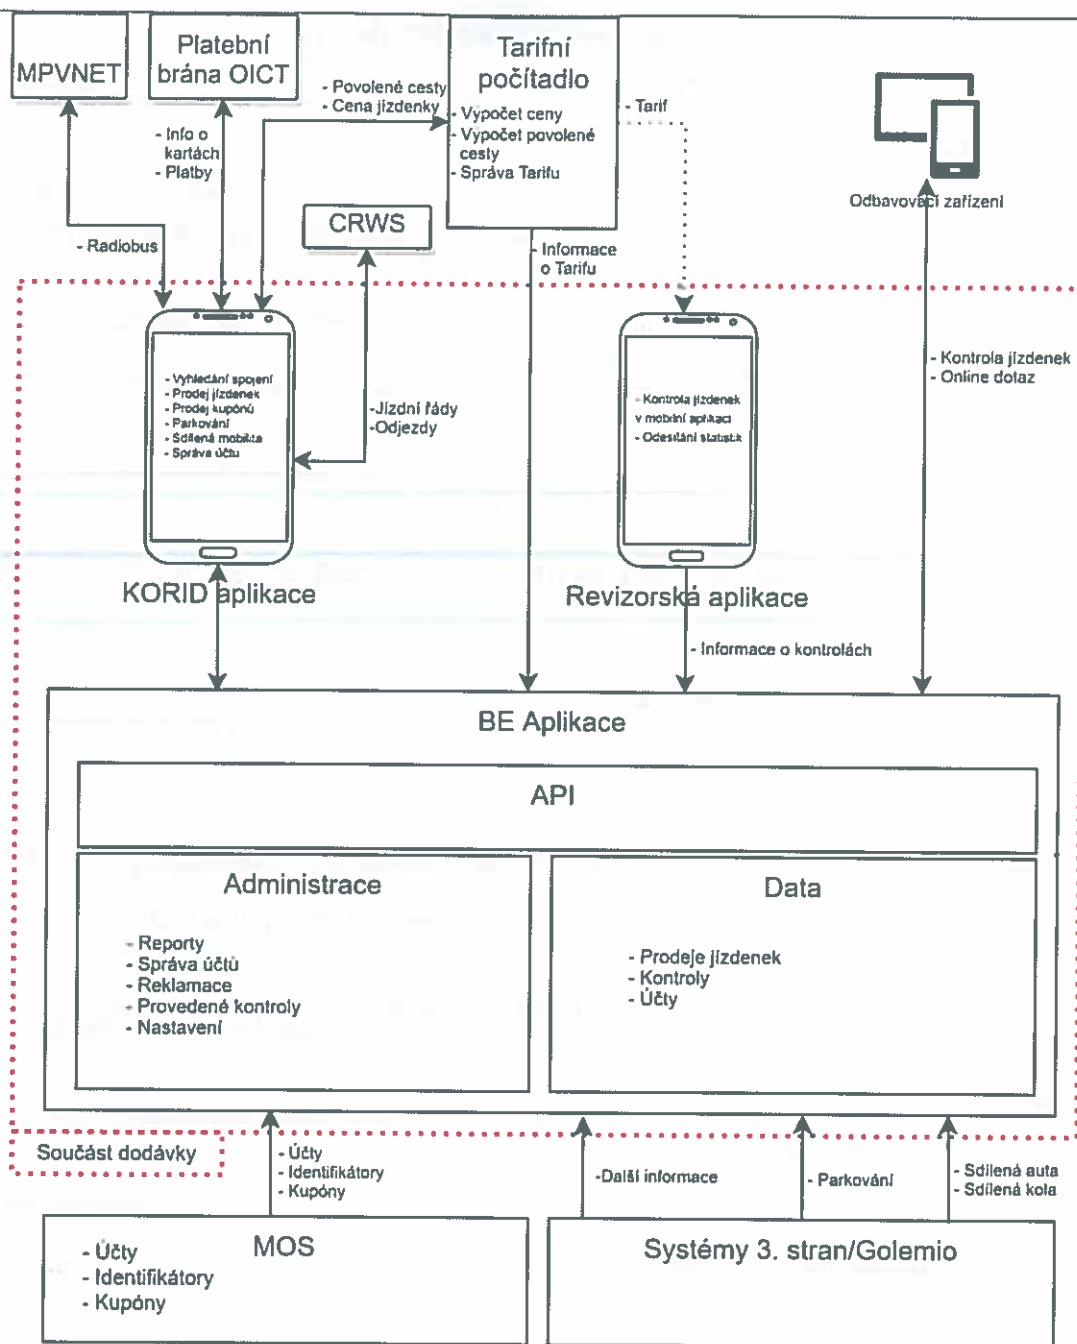 MPVNET
Platební
brána OICT
Tarifní
počítadlo
- Výpočet ceny
- Výpočet povolené
cesty
- Správa Tarifu
- Povolené cesty
- Cena jízdenky
- Tarif
- Info o
kartách
- Platby
Odbavovací zařízení
CRWS
- Radiobus
- Informace
o Tarifu
- Vyhledání spojení
- Prodej jízdenek
- Prodej kupónů
- Parkování
- Sdílená mobilita
- Správa účtu
-Jízdní řády
-Odjezdy
- Kontrola jízdenek
v mobilní aplikaci
- Odesílání statistik
- Kontrola jízdenek
- Online dotaz
KORID aplikace
Revizorská aplikace
- Informace o kontrolách
BE Aplikace
API
Administrace
- Reporty
- Správa účtů
- Reklamace
- Provedené kontroly
- Nastavení
Data
- Prodeje jízdenek
- Kontroly
- Účty
Součást dodávky
- Účty
- Identifikátory
- Kupóny
-Další informace
- Parkování
- Sdílená auta
- Sdílená kola
MOS
- Účty
- Identifikátory
- Kupóny
Systémy 3. stran/Golemio